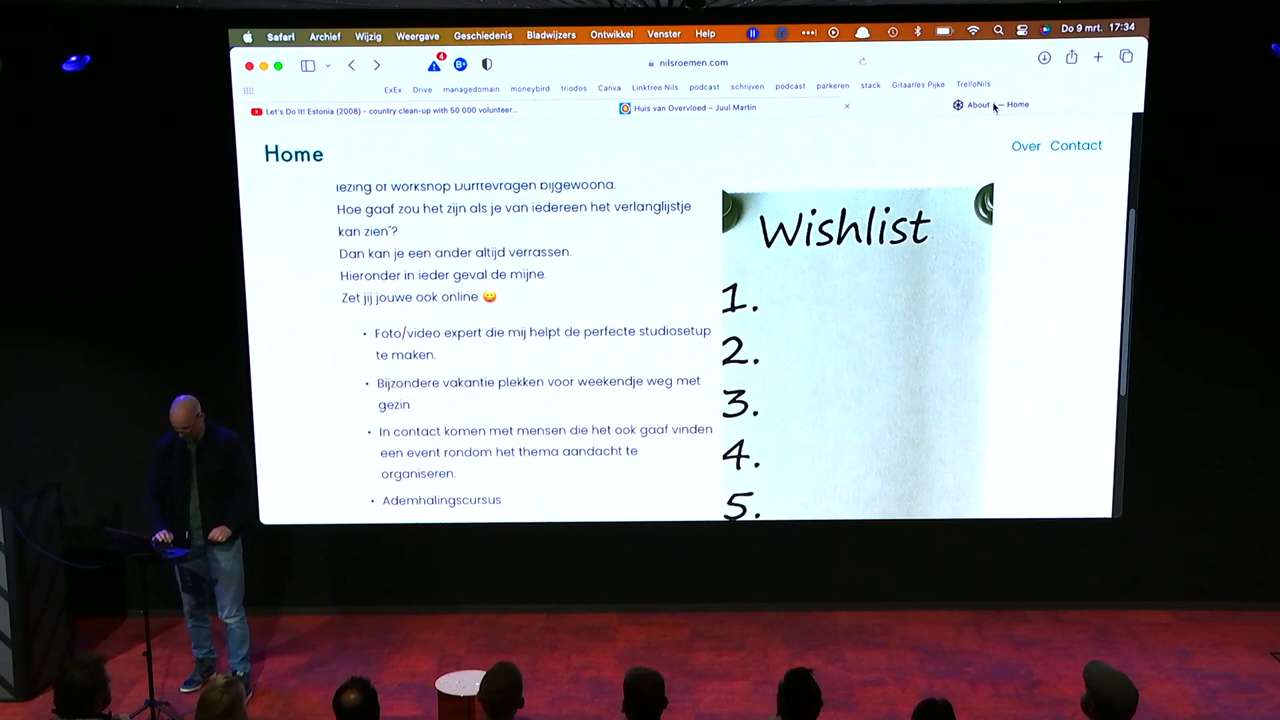 Safari Archief Wijzig Weergave Geschiedenis Bladwijzers Ontwikkel Venster Help Do 9 mrt. 17:34
4
B+
nilsroemen.com
ExEx Drive managedomain moneybird triodos Canva Linktree Nils podcast schrijven podcast parkeren stack Gitaarles Pijke TrelloNils
Let's Do It! Estonia (2008) - country clean-up with 50 000 volunteer... Huis van Overvloed – Juul Martin About — Home
Home Over Contact
lezing of workshop Durftevragen bijgewoond.
Hoe gaaf zou het zijn als je van iedereen het verlanglijstje
kan zien"?
Dan kan je een ander altijd verrassen.
Hieronder in ieder geval de mijne.
Zet jij jouwe ook online 😀
• Foto/video expert die mij helpt de perfecte studiosetup
te maken.
• Bijzondere vakantie plekken voor weekendje weg met
gezin
• In contact komen met mensen die het ook gaaf vinden
een event rondom het thema aandacht te
organiseren.
• Ademhalingscursus
Wishlist
1.
2.
3.
4.
5.